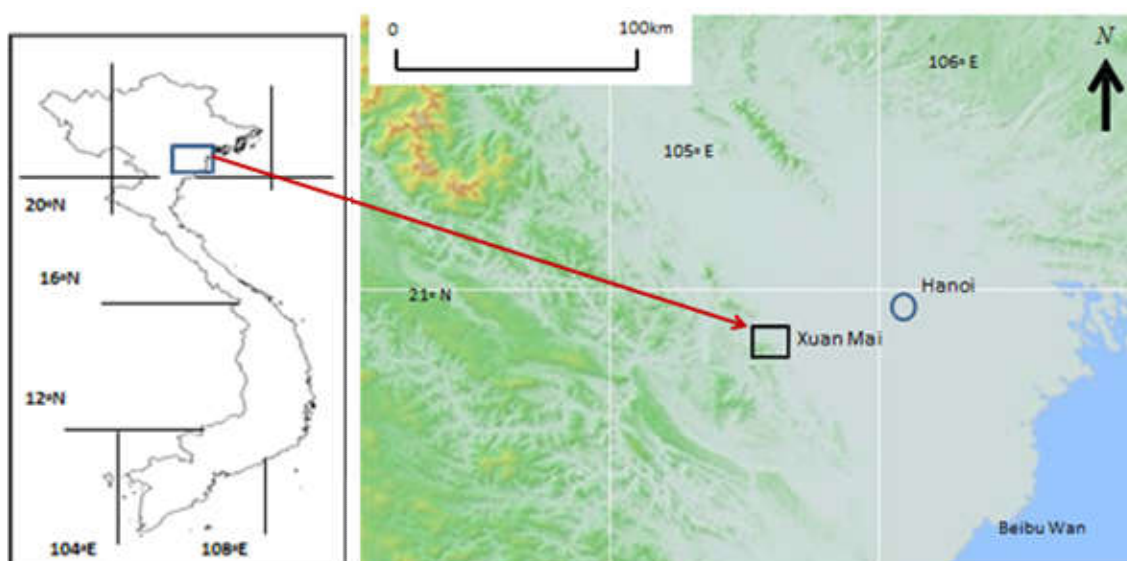 20ºN
16ºN
12ºN
104ºE
108ºE
0
100km
N
106º E
105º E
21º N
Hanoi
Xuan Mai
Beibu Wan